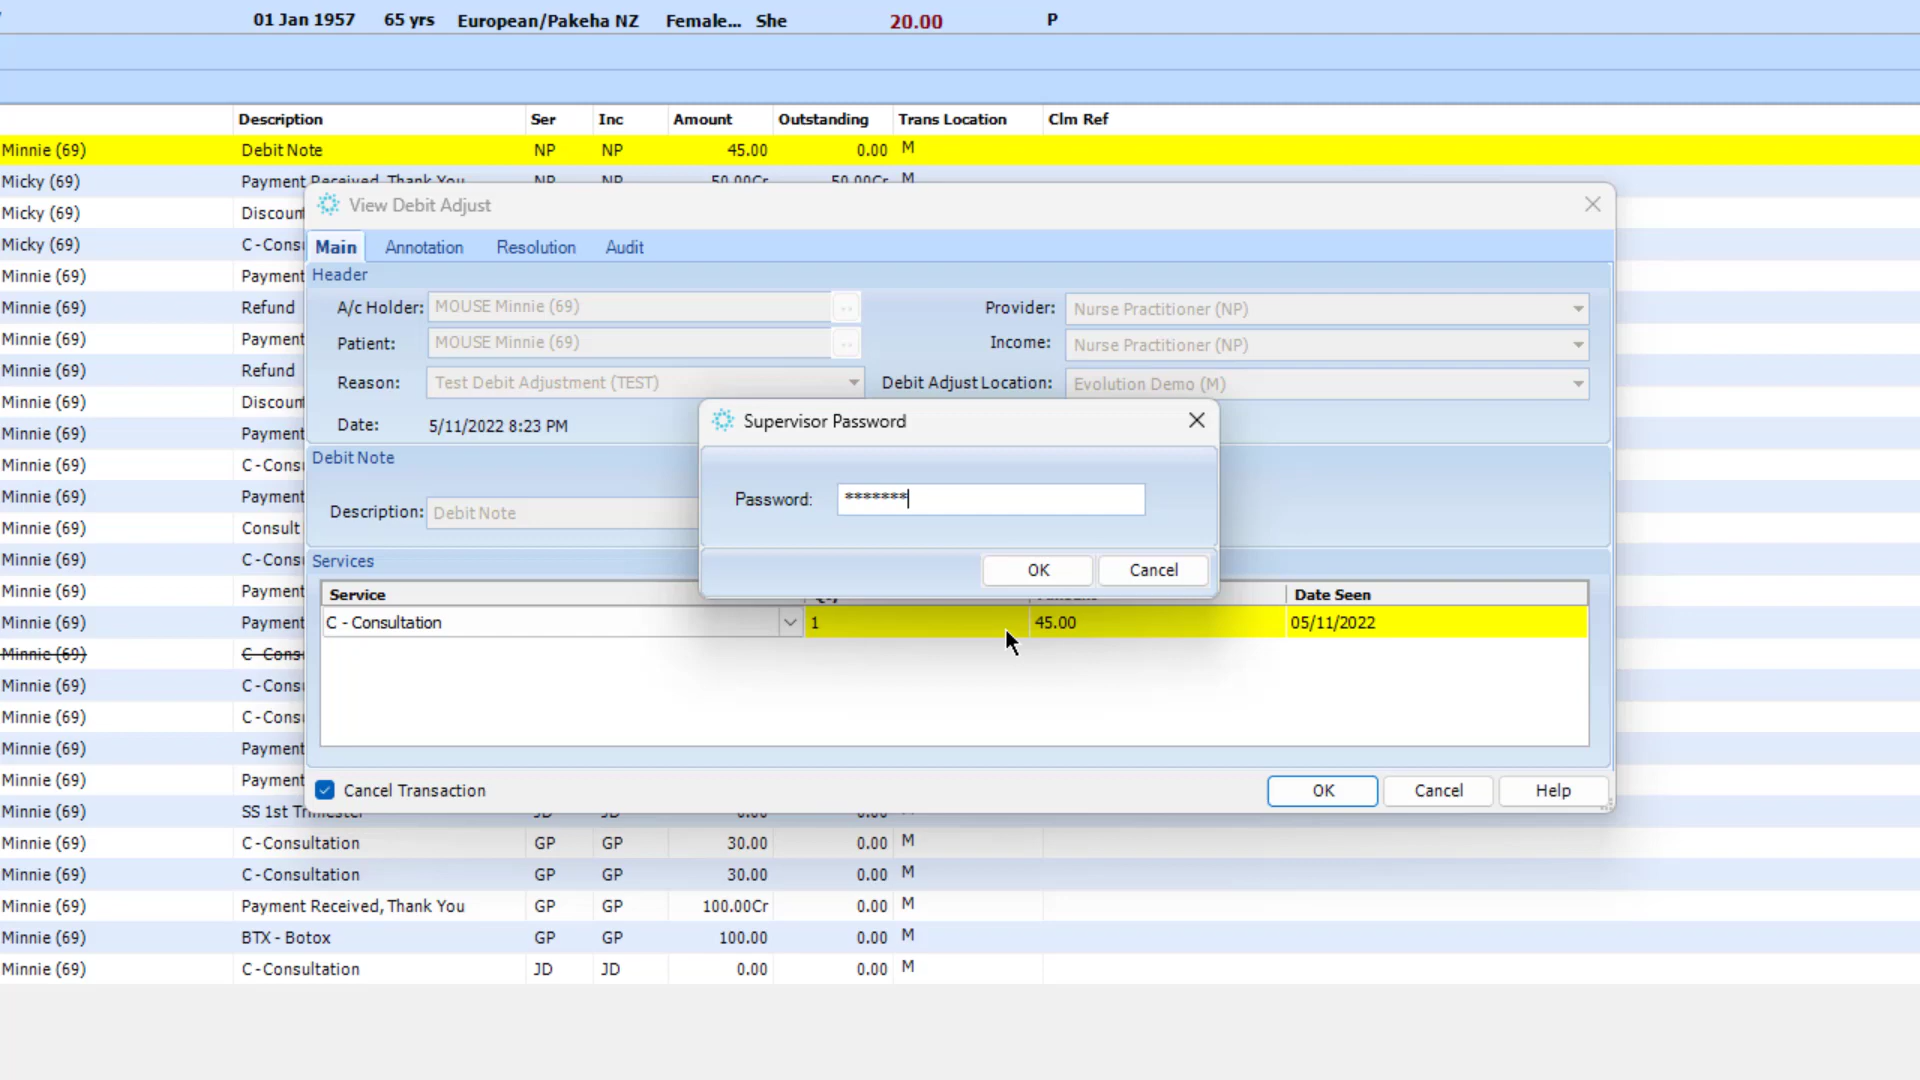 01 Jan 1957 65 yrs European/Pakeha NZ Female... She 20.00 P
Description Ser Inc Amount Outstanding Trans Location Clm Ref
Minnie (69) Debit Note NP NP 45.00 0.00 M
Micky (69) Payment Received, Thank You NP NP 50.00Cr 50.00Cr M
Micky (69) Discoun
Micky (69) C - Cons
Minnie (69) Payment
Minnie (69) Refund
Minnie (69) Payment
Minnie (69) Refund
Minnie (69) Discoun
Minnie (69) Payment
Minnie (69) C - Cons
Minnie (69) Payment
Minnie (69) Consult
Minnie (69) C - Cons
Minnie (69) Payment
Minnie (69) Payment
Minnie (69) C - Cons
Minnie (69) C - Cons
Minnie (69) C - Cons
Minnie (69) Payment
Minnie (69) Payment
Minnie (69) SS 1st Trimester JD JD 0.00 0.00 M
Minnie (69) C - Consultation GP GP 30.00 0.00 M
Minnie (69) C - Consultation GP GP 30.00 0.00 M
Minnie (69) Payment Received, Thank You GP GP 100.00Cr 0.00 M
Minnie (69) BTX - Botox GP GP 100.00 0.00 M
Minnie (69) C - Consultation JD JD 0.00 0.00 M
View Debit Adjust
Main Annotation Resolution Audit
Header
A/c Holder: MOUSE Minnie (69) Provider: Nurse Practitioner (NP)
Patient: MOUSE Minnie (69) Income: Nurse Practitioner (NP)
Reason: Test Debit Adjustment (TEST) Debit Adjust Location: Evolution Demo (M)
Date: 5/11/2022 8:23 PM
Debit Note
Description: Debit Note
Services
Service Date Seen
C - Consultation 1 45.00 05/11/2022
Cancel Transaction OK Cancel Help
Supervisor Password
Password: *******
OK Cancel